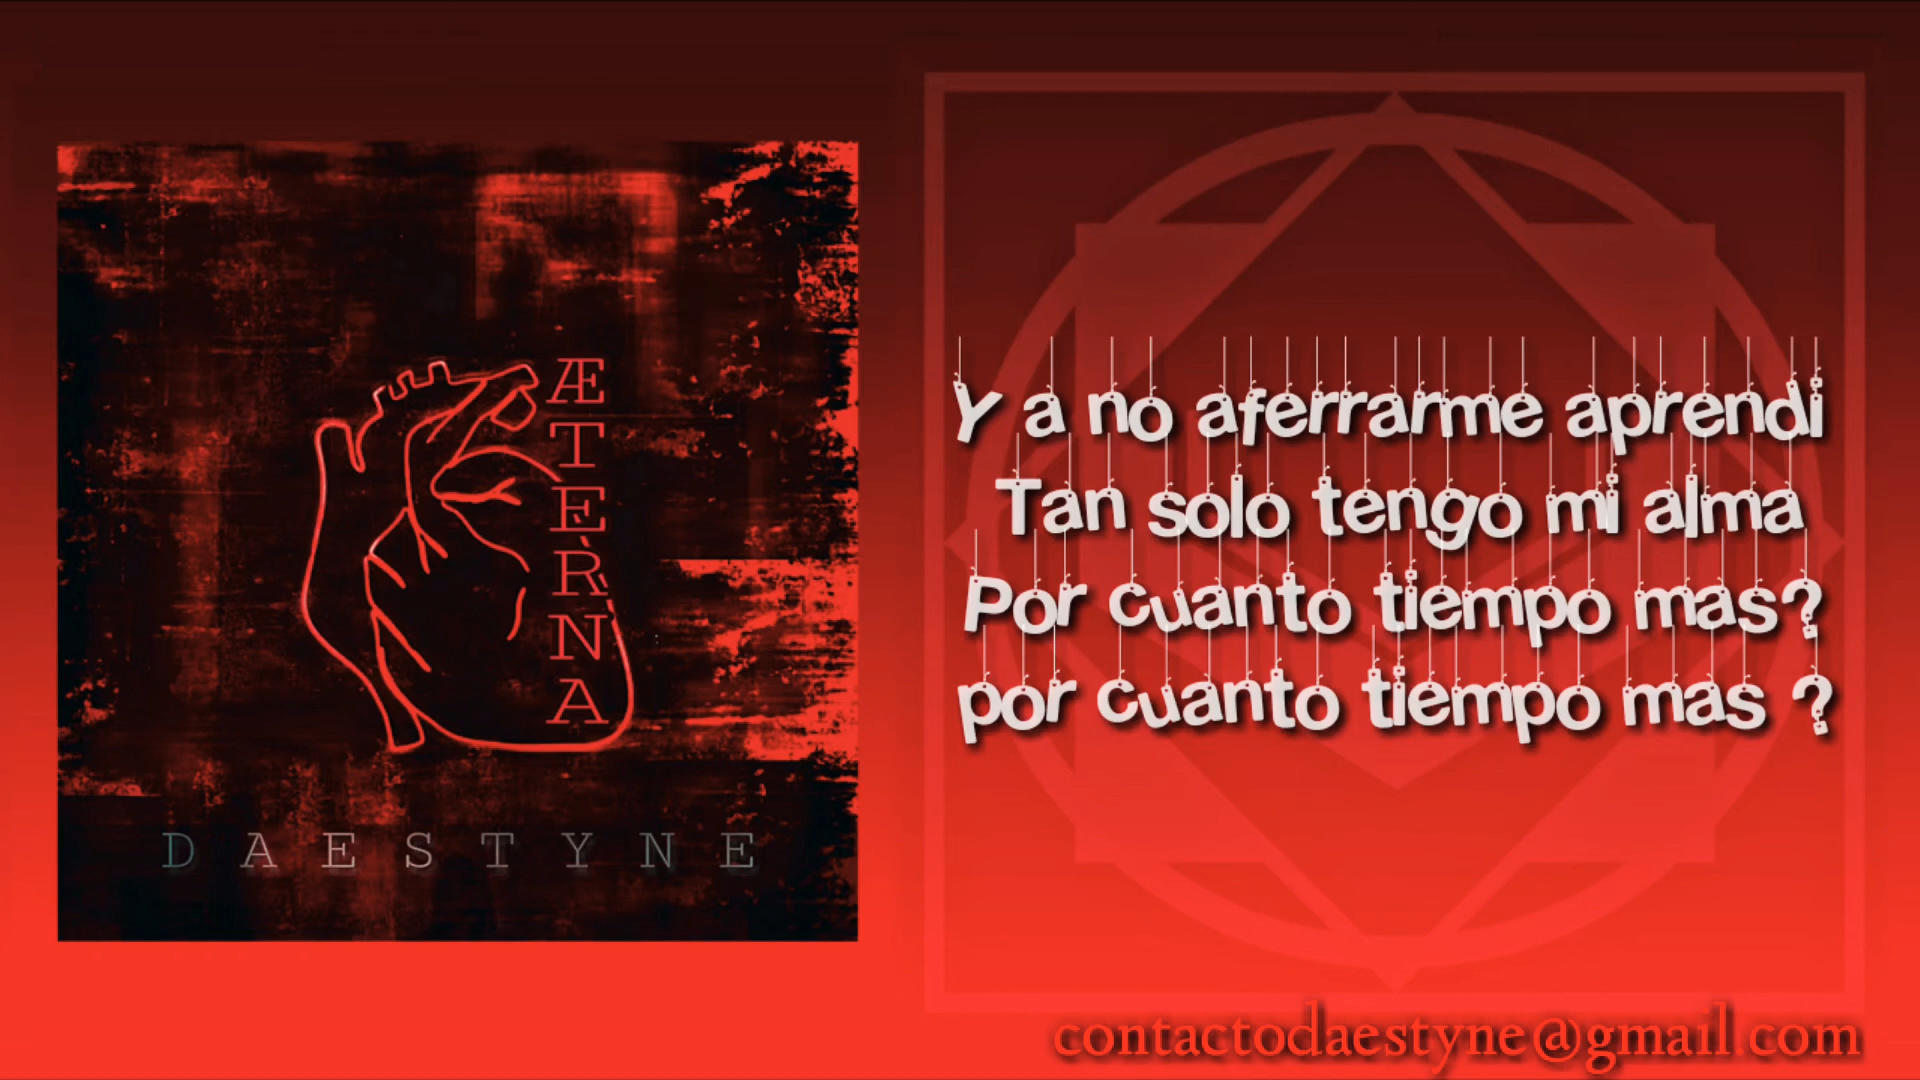 ÆTERNA
DAESTYNE
Y a no aferrarme aprendi
Tan solo tengo mi alma
Por cuanto tiempo mas?
por cuanto tiempo mas ?
contactodaestyne@gmail.com